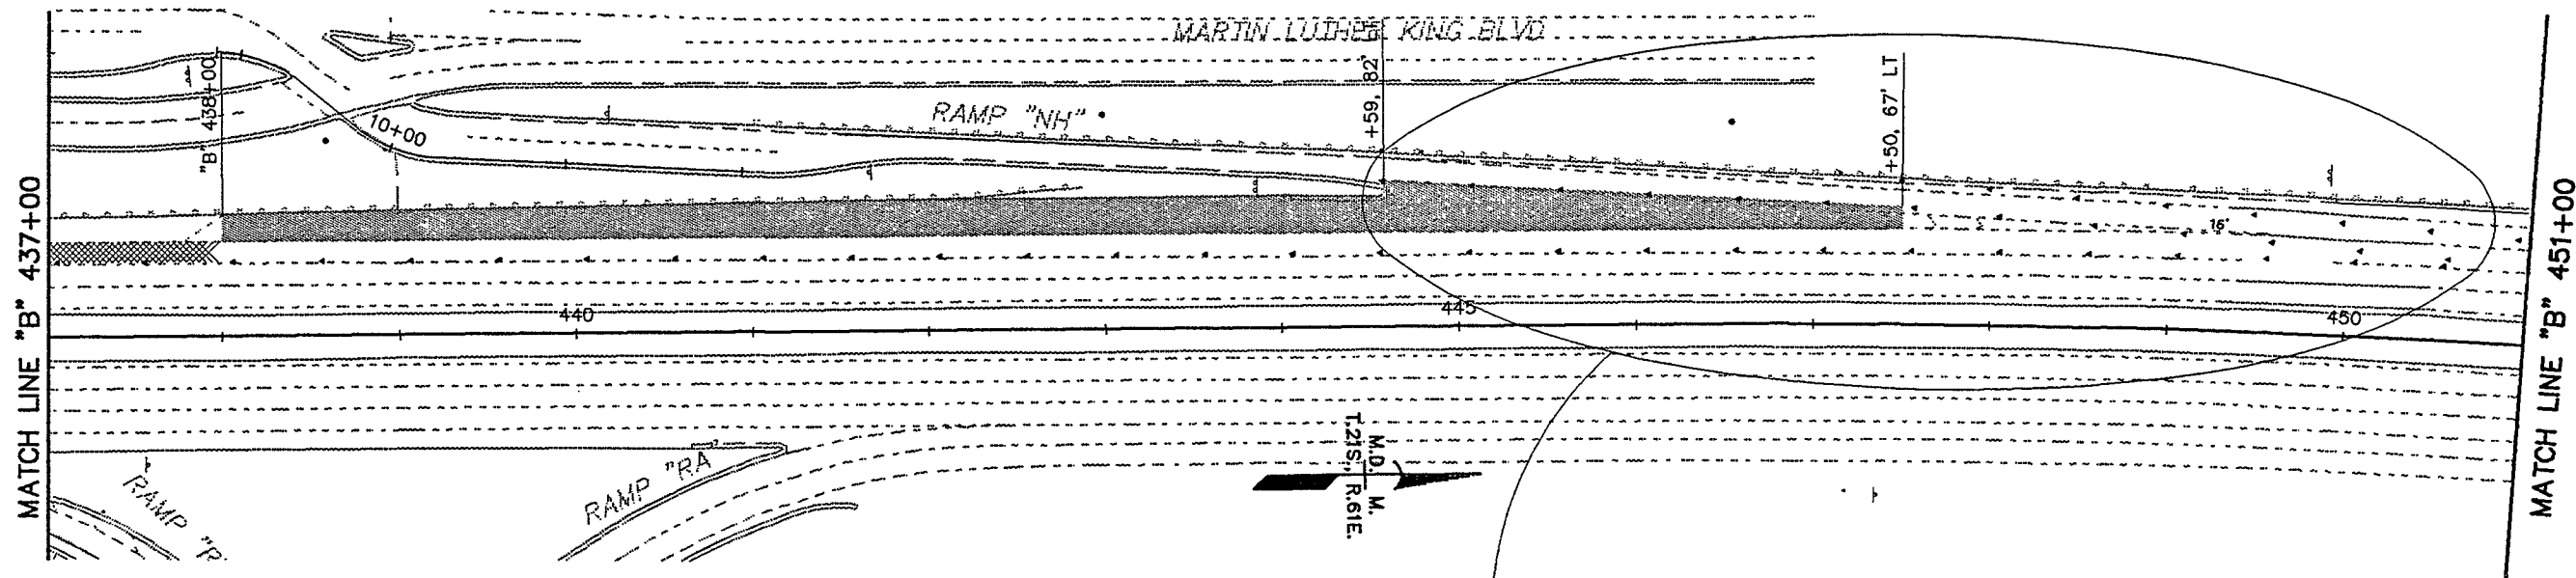 MARTIN LUTHER KING BLVD
MATCH LINE "B" 437+00
"B" 438+00
10+00
RAMP "NH"
+59, 82'
+50, 67' LT
16'
440
445
450
MATCH LINE "B" 451+00
RAMP "RA
RAMP "R
M.D. M.
T.21S., R.61E.